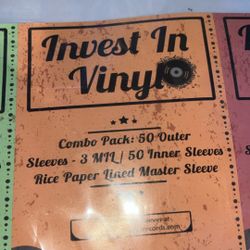 Invest In
Vinyl
Combo Pack: 50 Outer
Sleeves - 3 MIL / 50 Inner Sleeves
Rice Paper Lined Master Sleeve